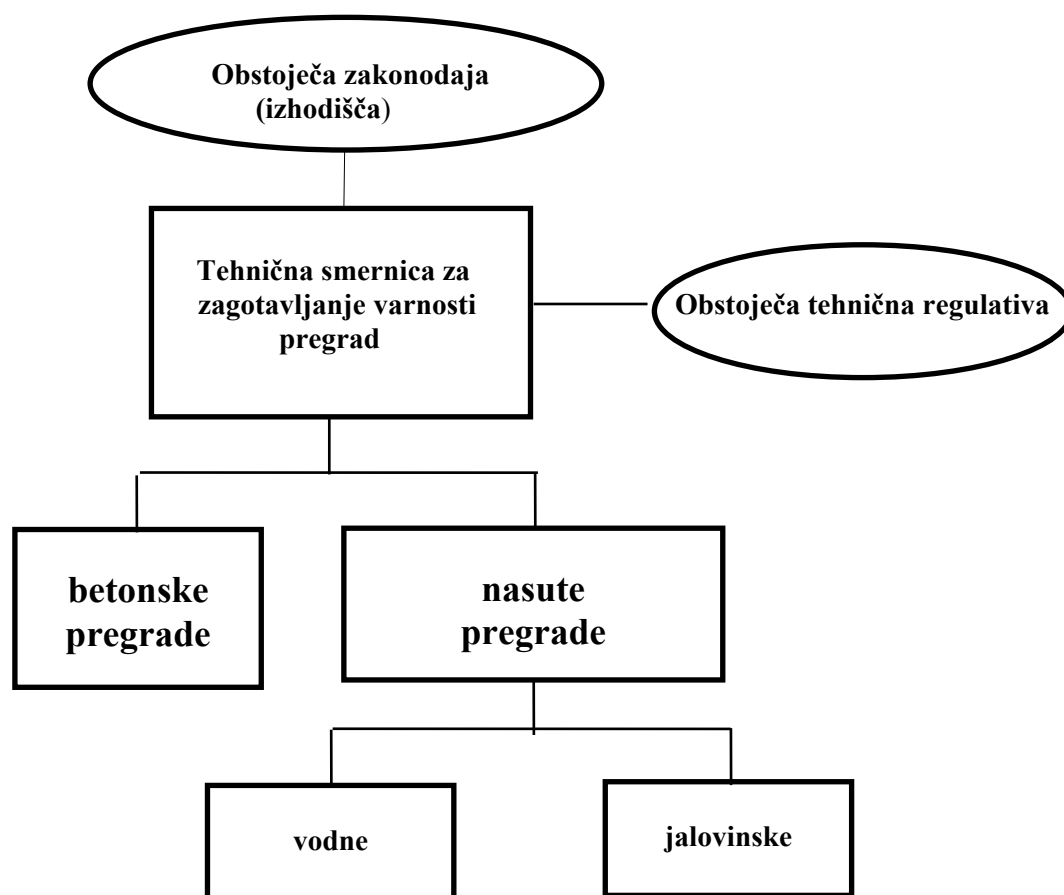 Obstoječa zakonodaja
(izhodišča)
Tehnična smernica za
zagotavljanje varnosti
pregrad
Obstoječa tehnična regulativa
betonske
pregrade
nasute
pregrade
vodne
jalovinske